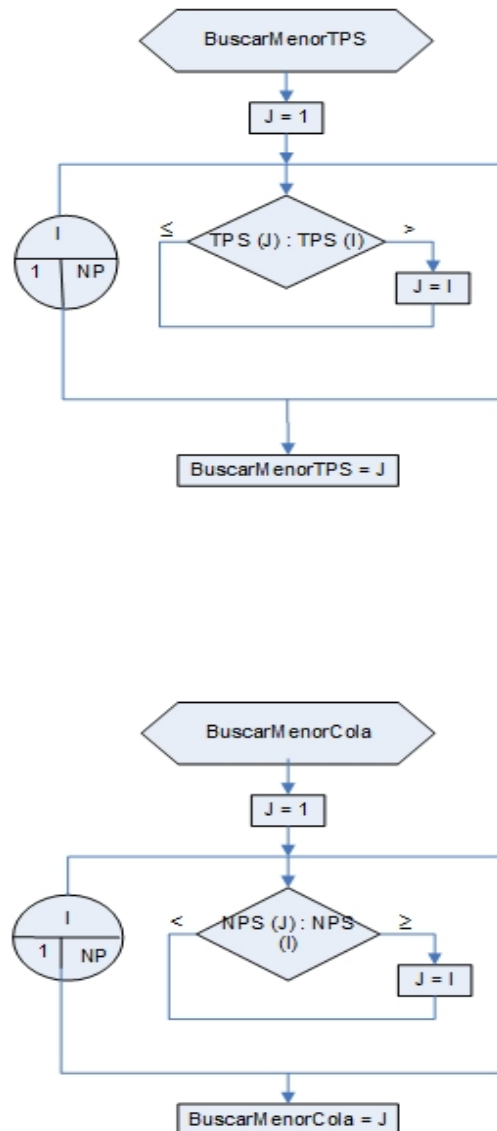 BuscarMenorTPS
J = 1
I
1 NP
≤
TPS (J) : TPS (I)
>
J = I
BuscarMenorTPS = J
BuscarMenorCola
J = 1
I
1 NP
<
NPS (J) : NPS
(I)
≥
J = I
BuscarMenorCola = J